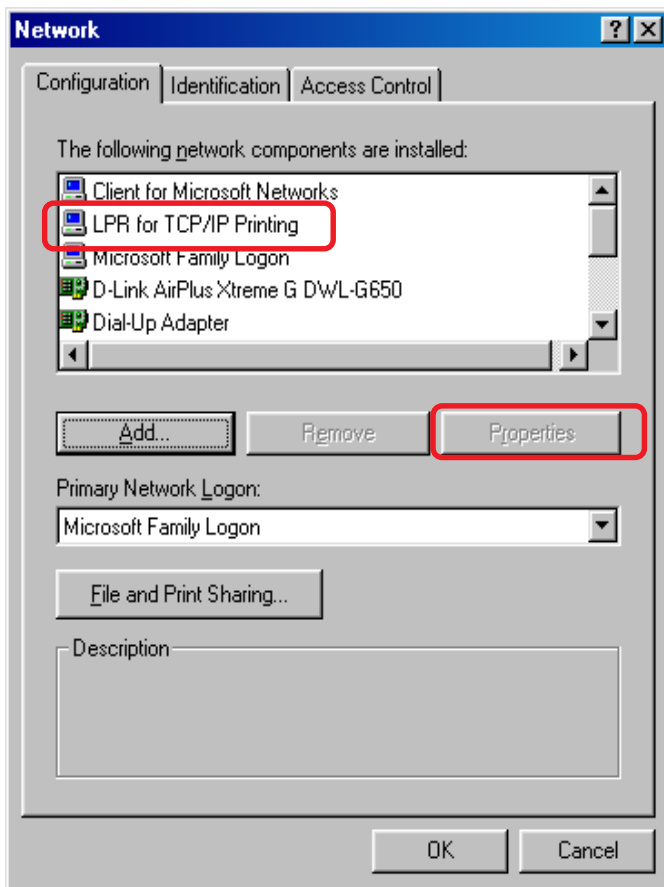 Network
Configuration Identification Access Control
The following network components are installed:
Client for Microsoft Networks
LPR for TCP/IP Printing
Microsoft Family Logon
D-Link AirPlus Xtreme G DWL-G650
Dial-Up Adapter
Add... Remove Properties
Primary Network Logon:
Microsoft Family Logon
File and Print Sharing...
Description
OK Cancel